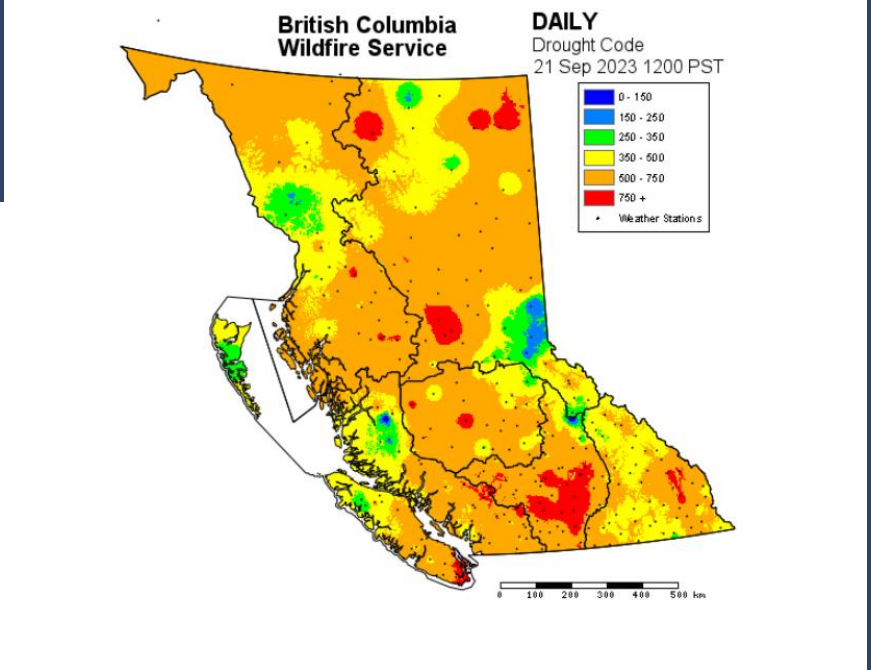 British Columbia
Wildfire Service
DAILY
Drought Code
21 Sep 2023 1200 PST
0 - 150
150 - 250
250 - 350
350 - 500
500 - 750
750 +
Weather Stations
0 100 200 300 400 500 km